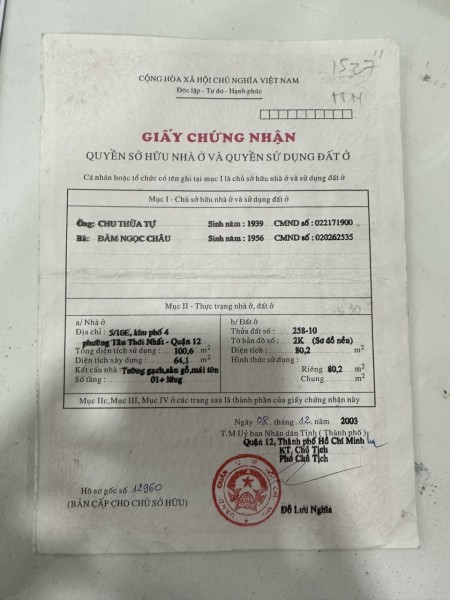 1527"
CỘNG HÒA XÃ HỘI CHỦ NGHĨA VIỆT NAM
Độc lập - Tự do - Hạnh phúc
GIẤY CHỨNG NHẬN
QUYỀN SỞ HỮU NHÀ Ở VÀ QUYỀN SỬ DỤNG ĐẤT Ở
Cá nhân hoặc tổ chức có tên ghi tại mục I là chủ sở hữu nhà ở và sử dụng đất ở
Mục I - Chủ sở hữu nhà ở và sử dụng đất ở
Ông: CHU THỪA TỰ Sinh năm : 1939 CMND số : 022171900
Bà: ĐÀM NGỌC CHÂU Sinh năm : 1956 CMND số : 020262535
Mục II - Thực trạng nhà ở, đất ở
a/ Nhà ở
Địa chỉ : 5/10E, khu phố 4
phường Tân Thới Nhất - Quận 12
Tổng diện tích sử dụng : 100,6 m2
Diện tích xây dựng : 64,1 m2
Kết cấu nhà : Tường gạch,sàn gỗ,mái tôn
Số tầng : 01+ lửng
b/ Đất ở
Thửa đất số : 258-10
Tờ bản đồ số : 2K (Sơ đồ nền)
Diện tích : 80,2 m2
Hình thức sử dụng :
Riêng : 80,2 m2
Chung m2
Mục IIc,Mục III, Mục IV ở các trang sau là thành phần của giấy chứng nhận này
Ngày 08 . tháng . 12 . năm 2003
T.M Uỷ ban Nhân dân Tỉnh ( Thành phố )
Quận 12, Thành phố Hồ Chí Minh
KT. Chủ Tịch
Phó Chủ Tịch
Hồ sơ gốc số 12960
(BẢN CẤP CHO CHỦ SỞ HỮU)
Đỗ Lưu Nghĩa